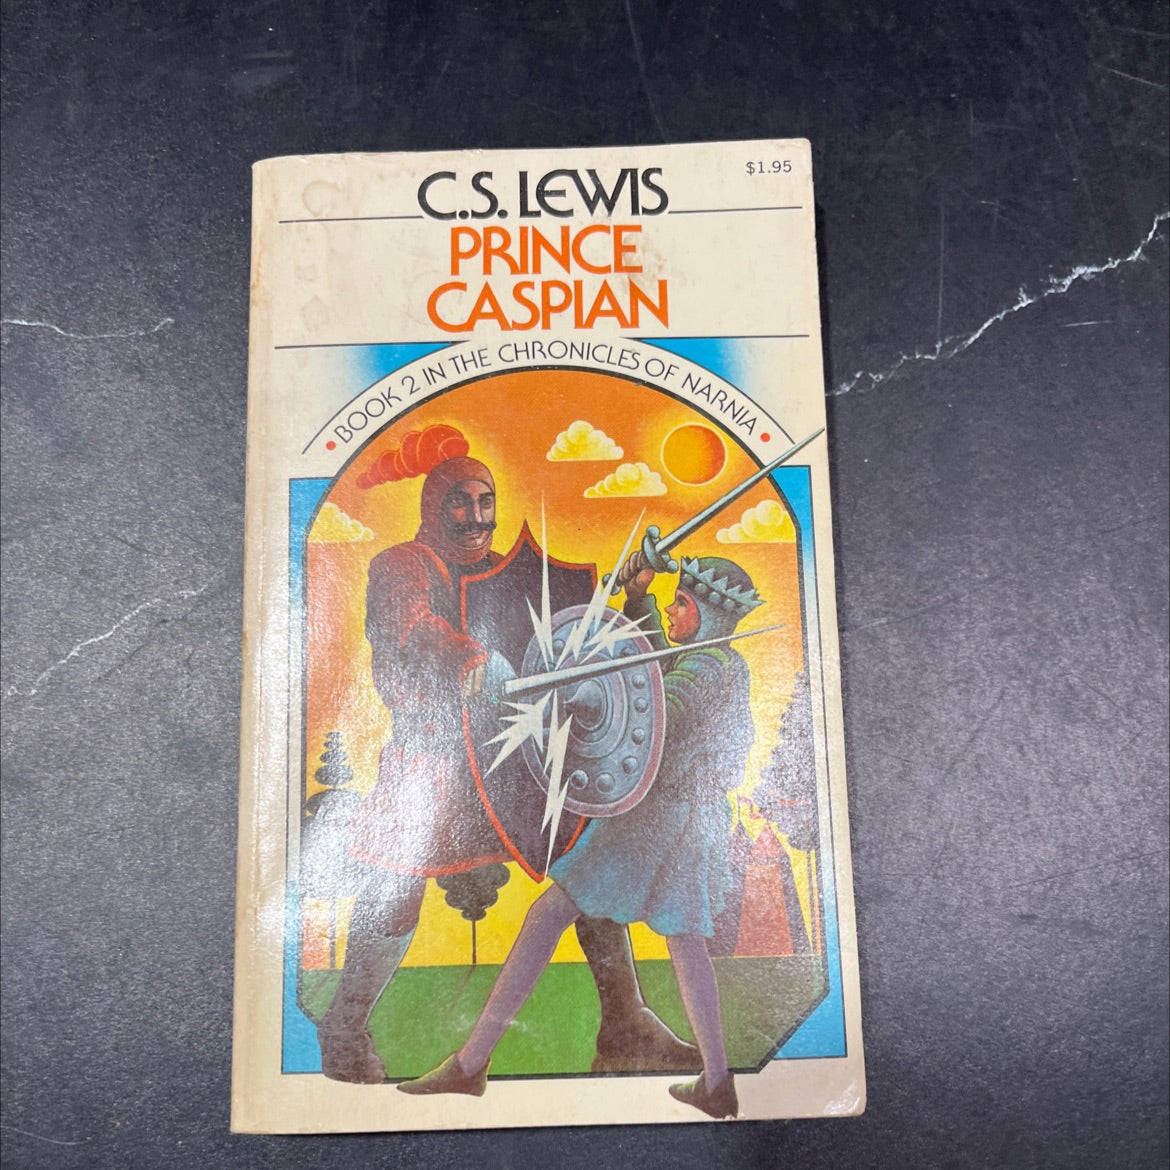 $1.95
C.S. LEWIS
PRINCE
CASPIAN
• BOOK 2 IN THE CHRONICLES OF NARNIA •